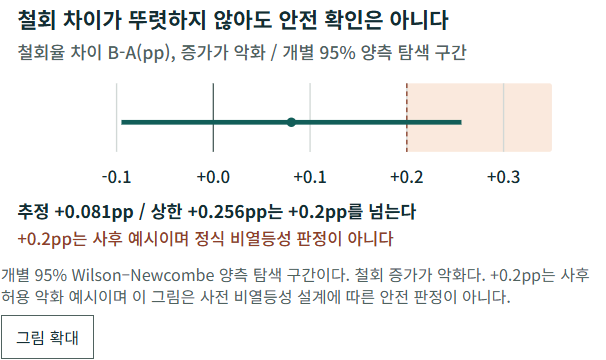 철회 차이가 뚜렷하지 않아도 안전 확인은 아니다
철회율 차이 B-A(pp), 증가가 악화 / 개별 95% 양측 탐색 구간
-0.1 +0.0 +0.1 +0.2 +0.3
추정 +0.081pp / 상한 +0.256pp는 +0.2pp를 넘는다
+0.2pp는 사후 예시이며 정식 비열등성 판정이 아니다
개별 95% Wilson–Newcombe 양측 탐색 구간이다. 철회 증가가 악화다. +0.2pp는 사후
허용 악화 예시이며 이 그림은 사전 비열등성 설계에 따른 안전 판정이 아니다.
그림 확대